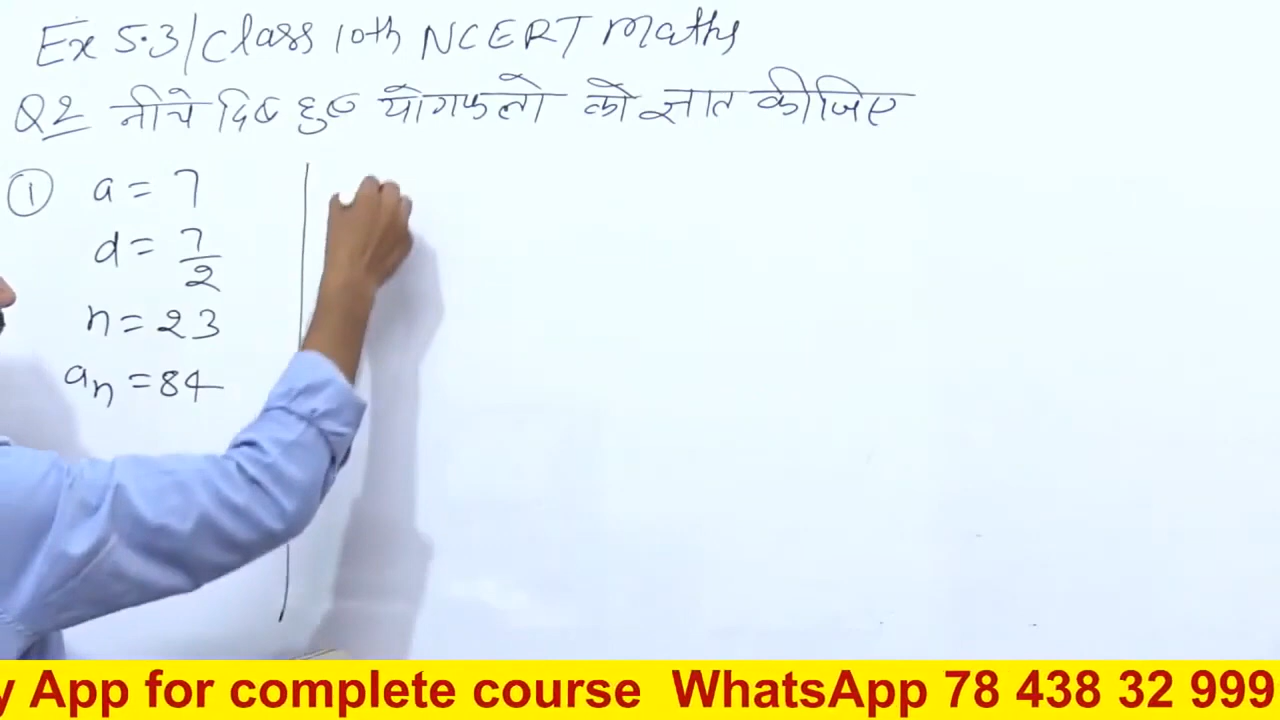 Ex 5.3/Class 10th NCERT Maths
Q2 नीचे दिए हुए योगफलो को ज्ञात कीजिए
① a = 7
d = 7/2
n = 23
an = 84
y App for complete course WhatsApp 78 438 32 999